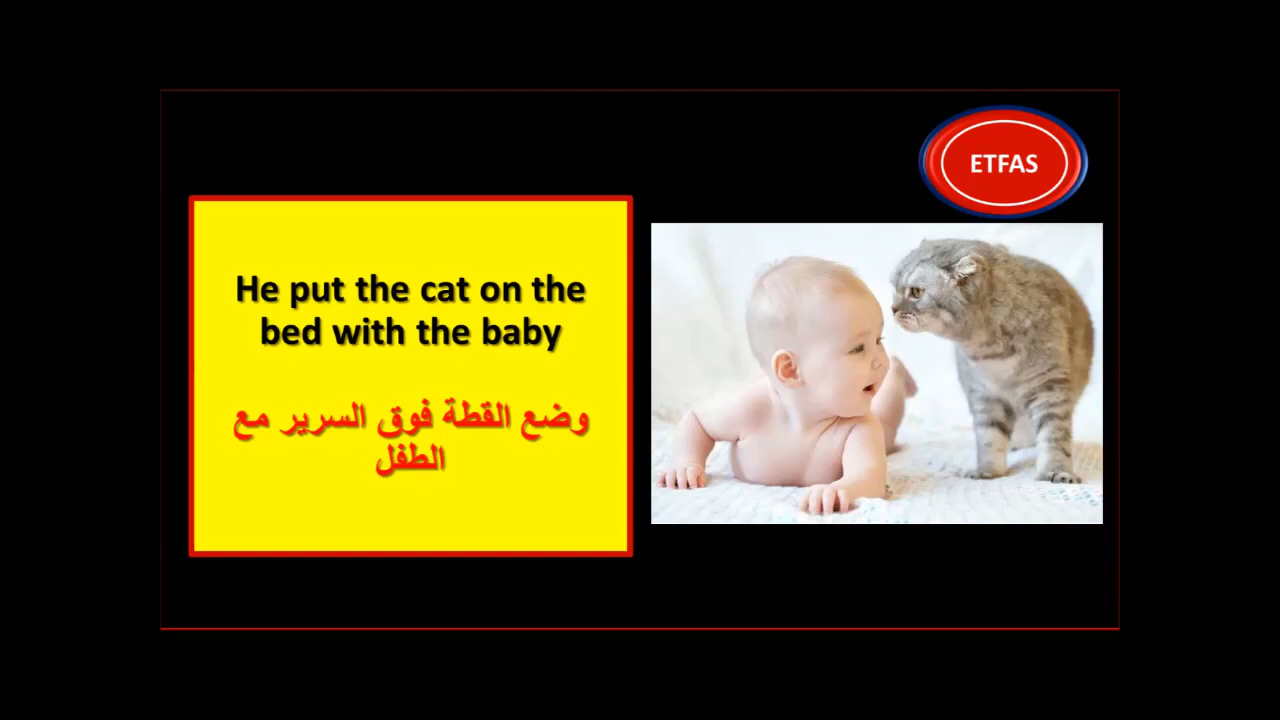 ETFAS
He put the cat on the
bed with the baby
وضع القطة فوق السرير مع
الطفل